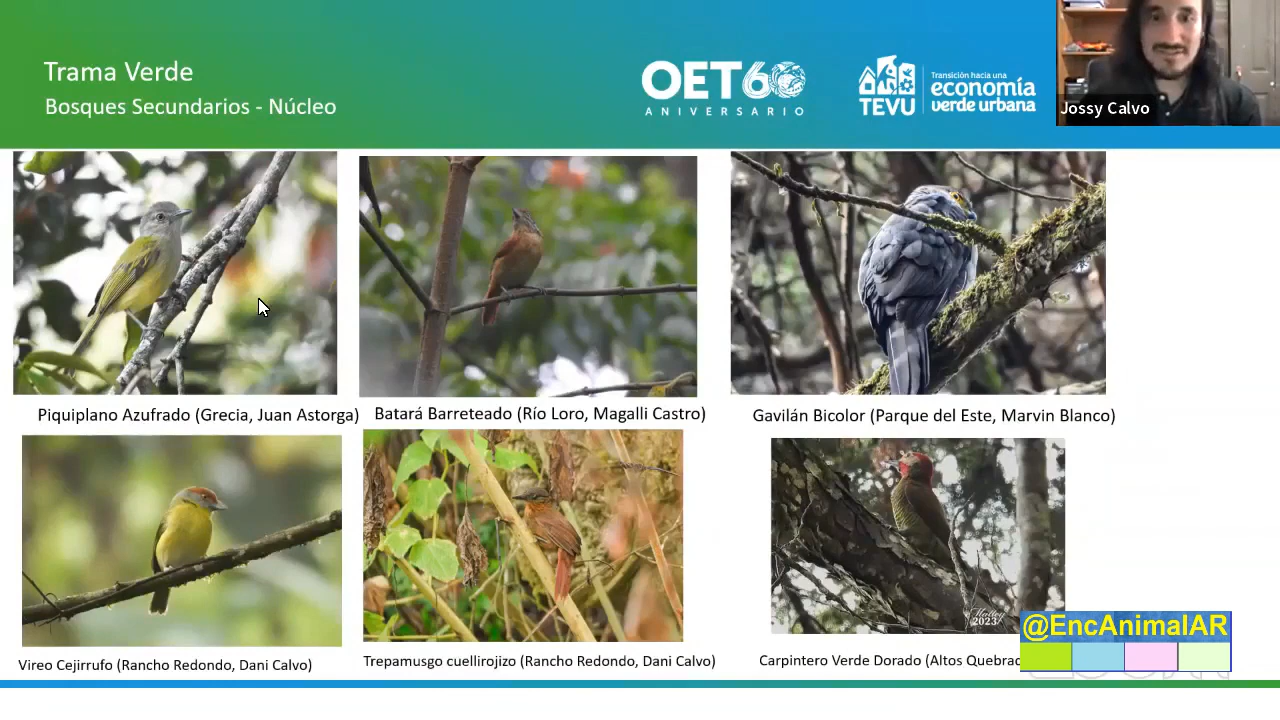 Trama Verde
Bosques Secundarios - Núcleo
OET60
ANIVERSARIO
TEVU
Transición hacia una
economía
verde urbana
Jossy Calvo
Piquiplano Azufrado (Grecia, Juan Astorga)
Batará Barreteado (Río Loro, Magalli Castro)
Gavilán Bicolor (Parque del Este, Marvin Blanco)
2023
Vireo Cejirrufo (Rancho Redondo, Dani Calvo)
Trepamusgo cuellirojizo (Rancho Redondo, Dani Calvo)
Carpintero Verde Dorado (Altos Quebrad
@EncAnimalAR